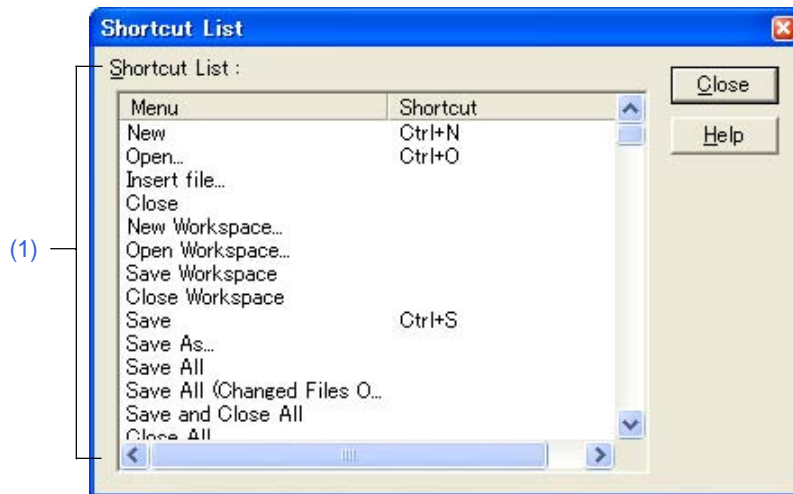 Shortcut List
Shortcut List :
Close
Help
(1)
Menu Shortcut
New Ctrl+N
Open... Ctrl+O
Insert file...
Close
New Workspace...
Open Workspace...
Save Workspace
Close Workspace
Save Ctrl+S
Save As...
Save All
Save All (Changed Files O...
Save and Close All
Close All